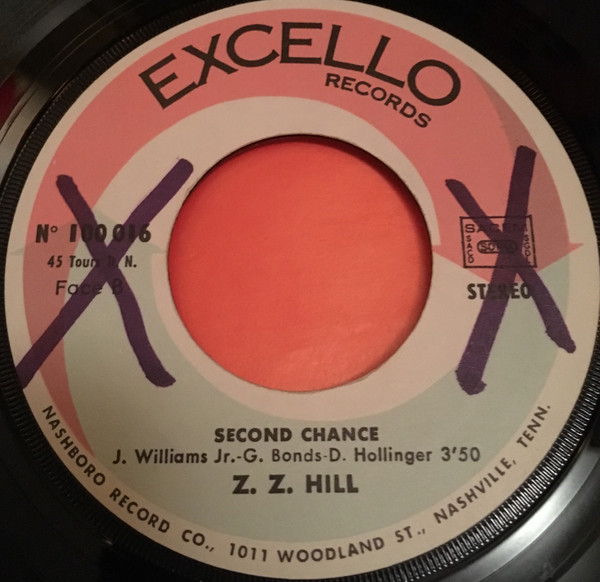 EXCELLO
RECORDS
N° 100 016
45 Tours N.
Face B
STEREO
SECOND CHANCE
J. Williams Jr.-G. Bonds-D. Hollinger 3'50
Z. Z. HILL
NASHBORO RECORD CO., 1011 WOODLAND ST., NASHVILLE, TENN.